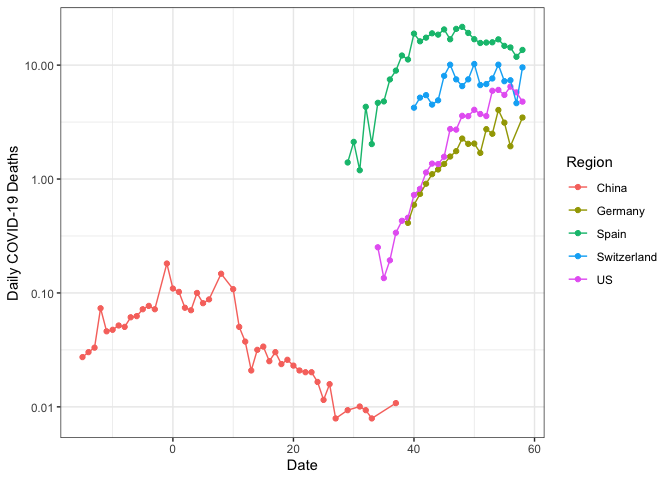 Daily COVID-19 Deaths
10.00
1.00
0.10
0.01
0
20
40
60
Date
Region
China
Germany
Spain
Switzerland
US